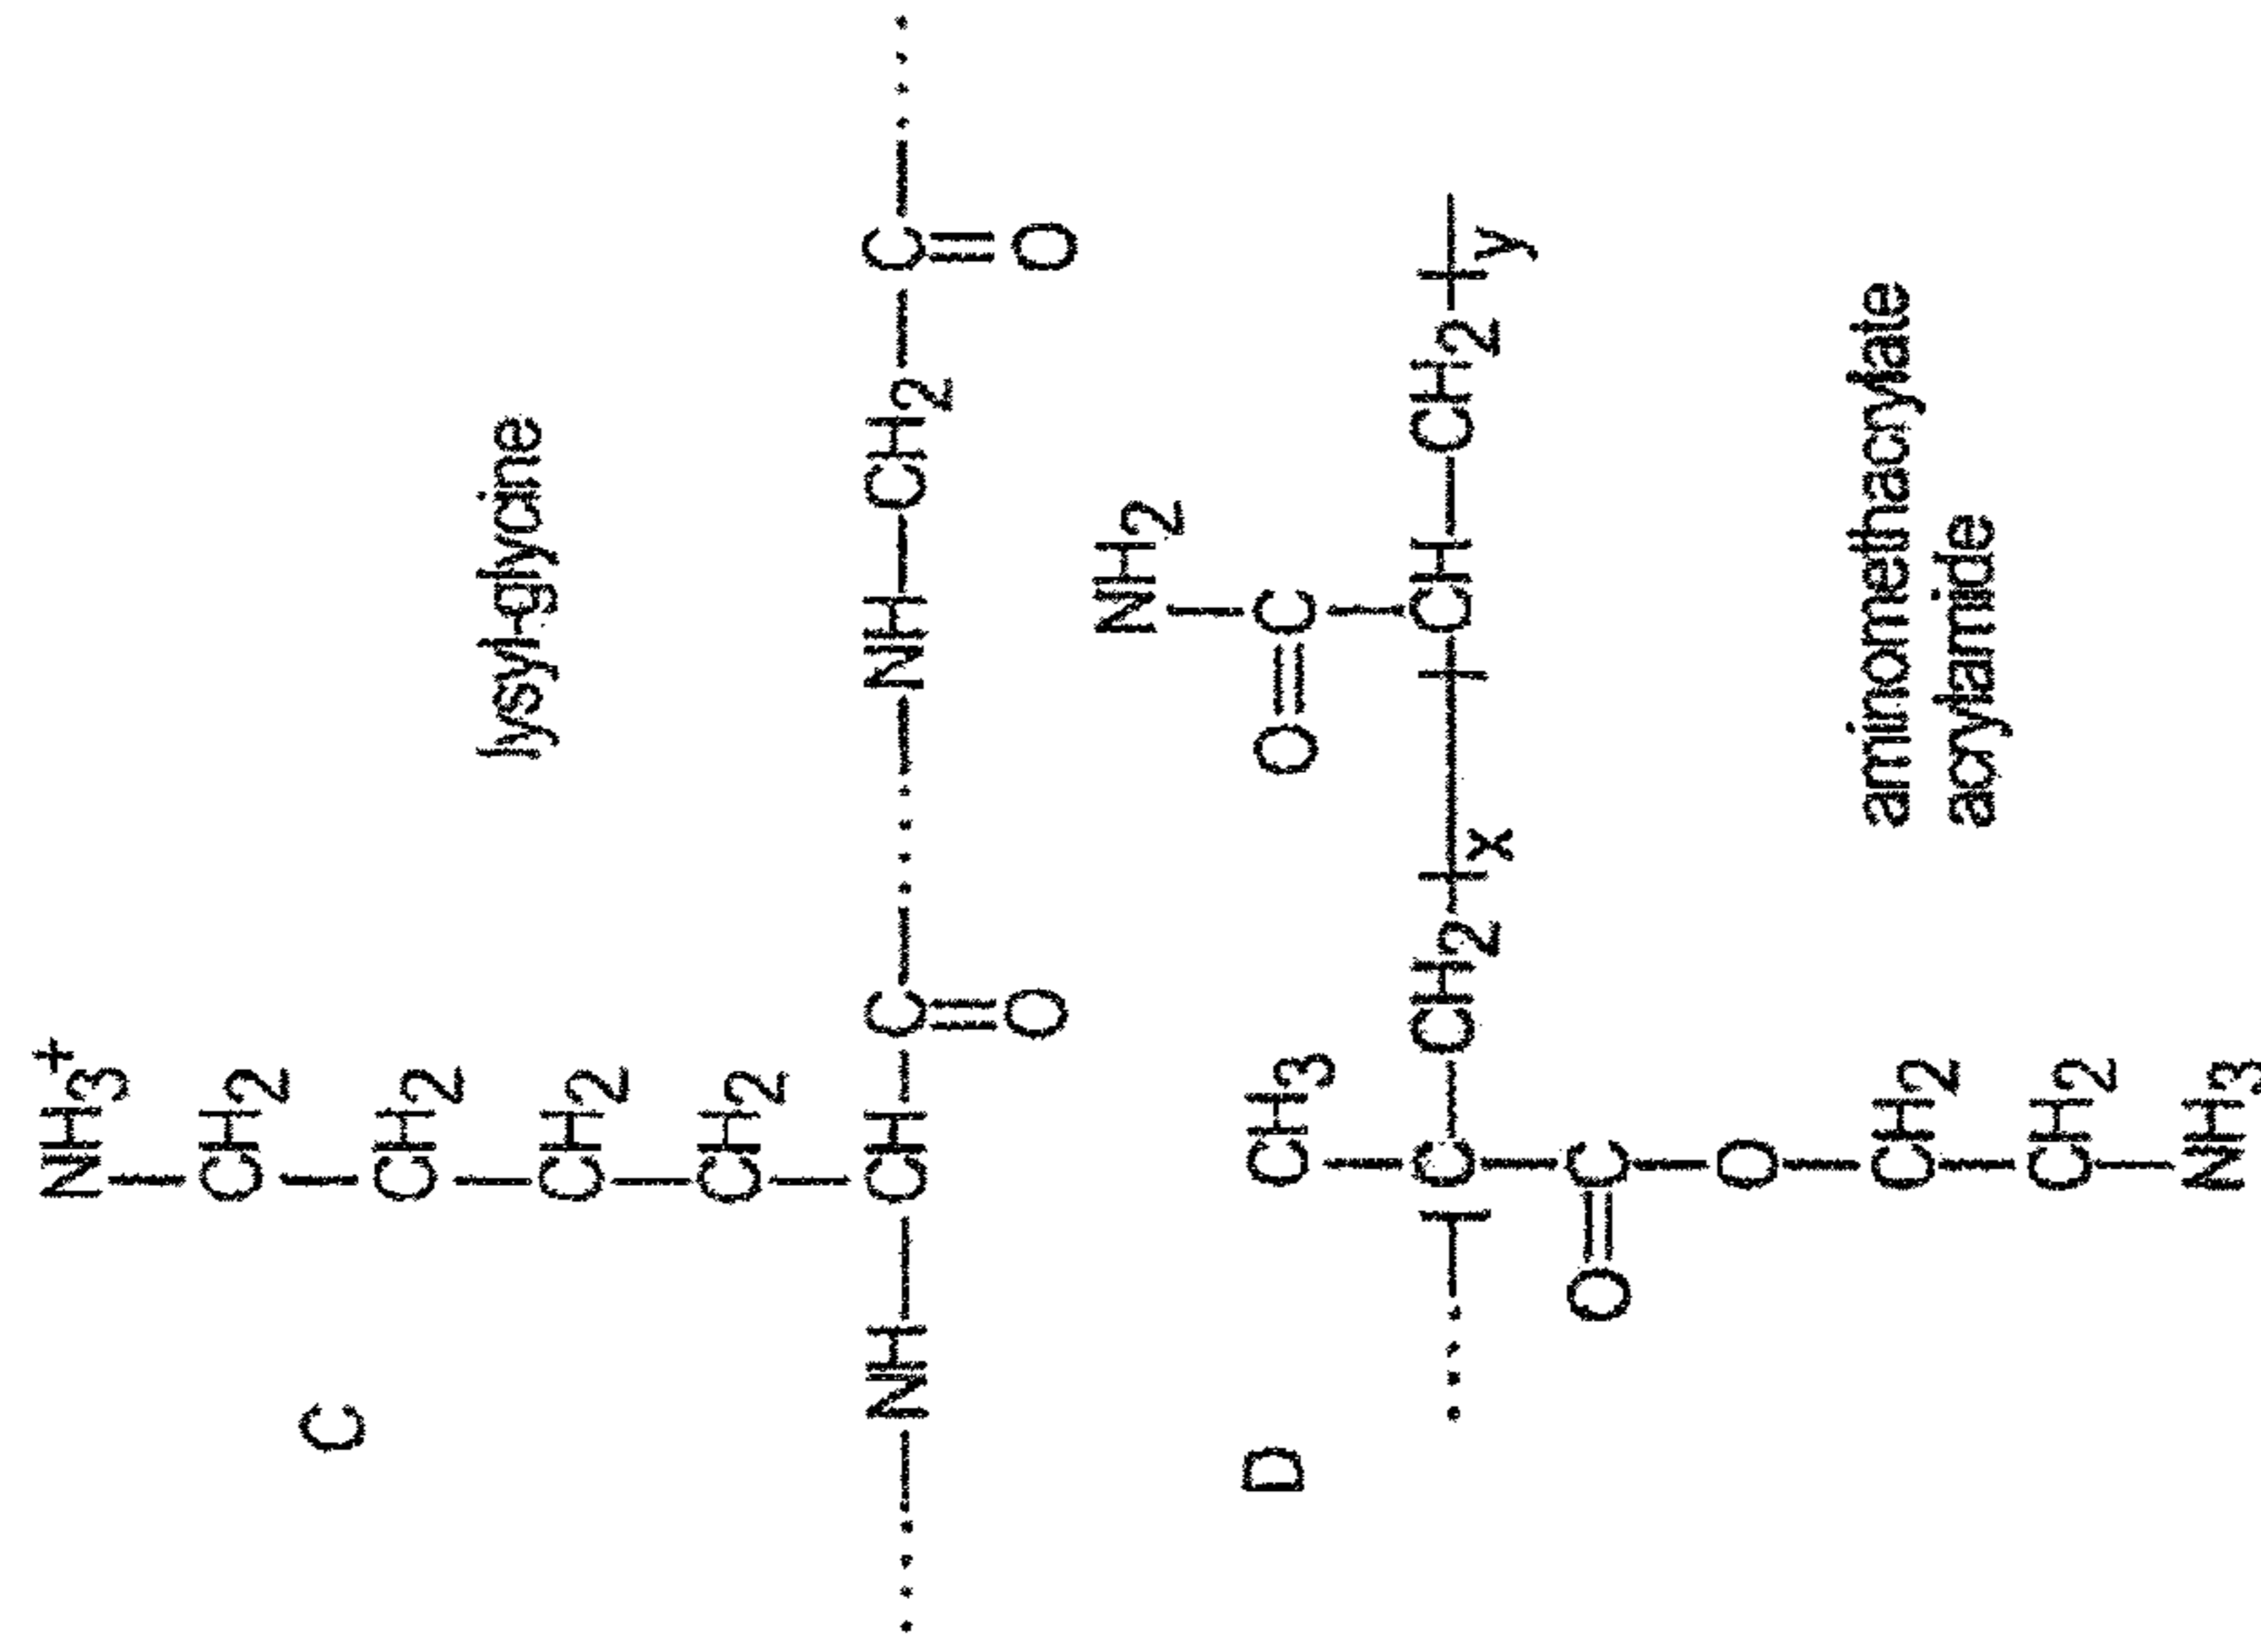 NH3+
CH2
C
CH2
lysyl-glycine
CH2
CH2
....—NH—CH—C—....—NH—CH2—C—....
O O
NH2
D CH3 O=C
....—C—CH2—x—CH—CH2—y
O=C
O
CH2 aminomethacrylate
acrylamide
CH2
NH3